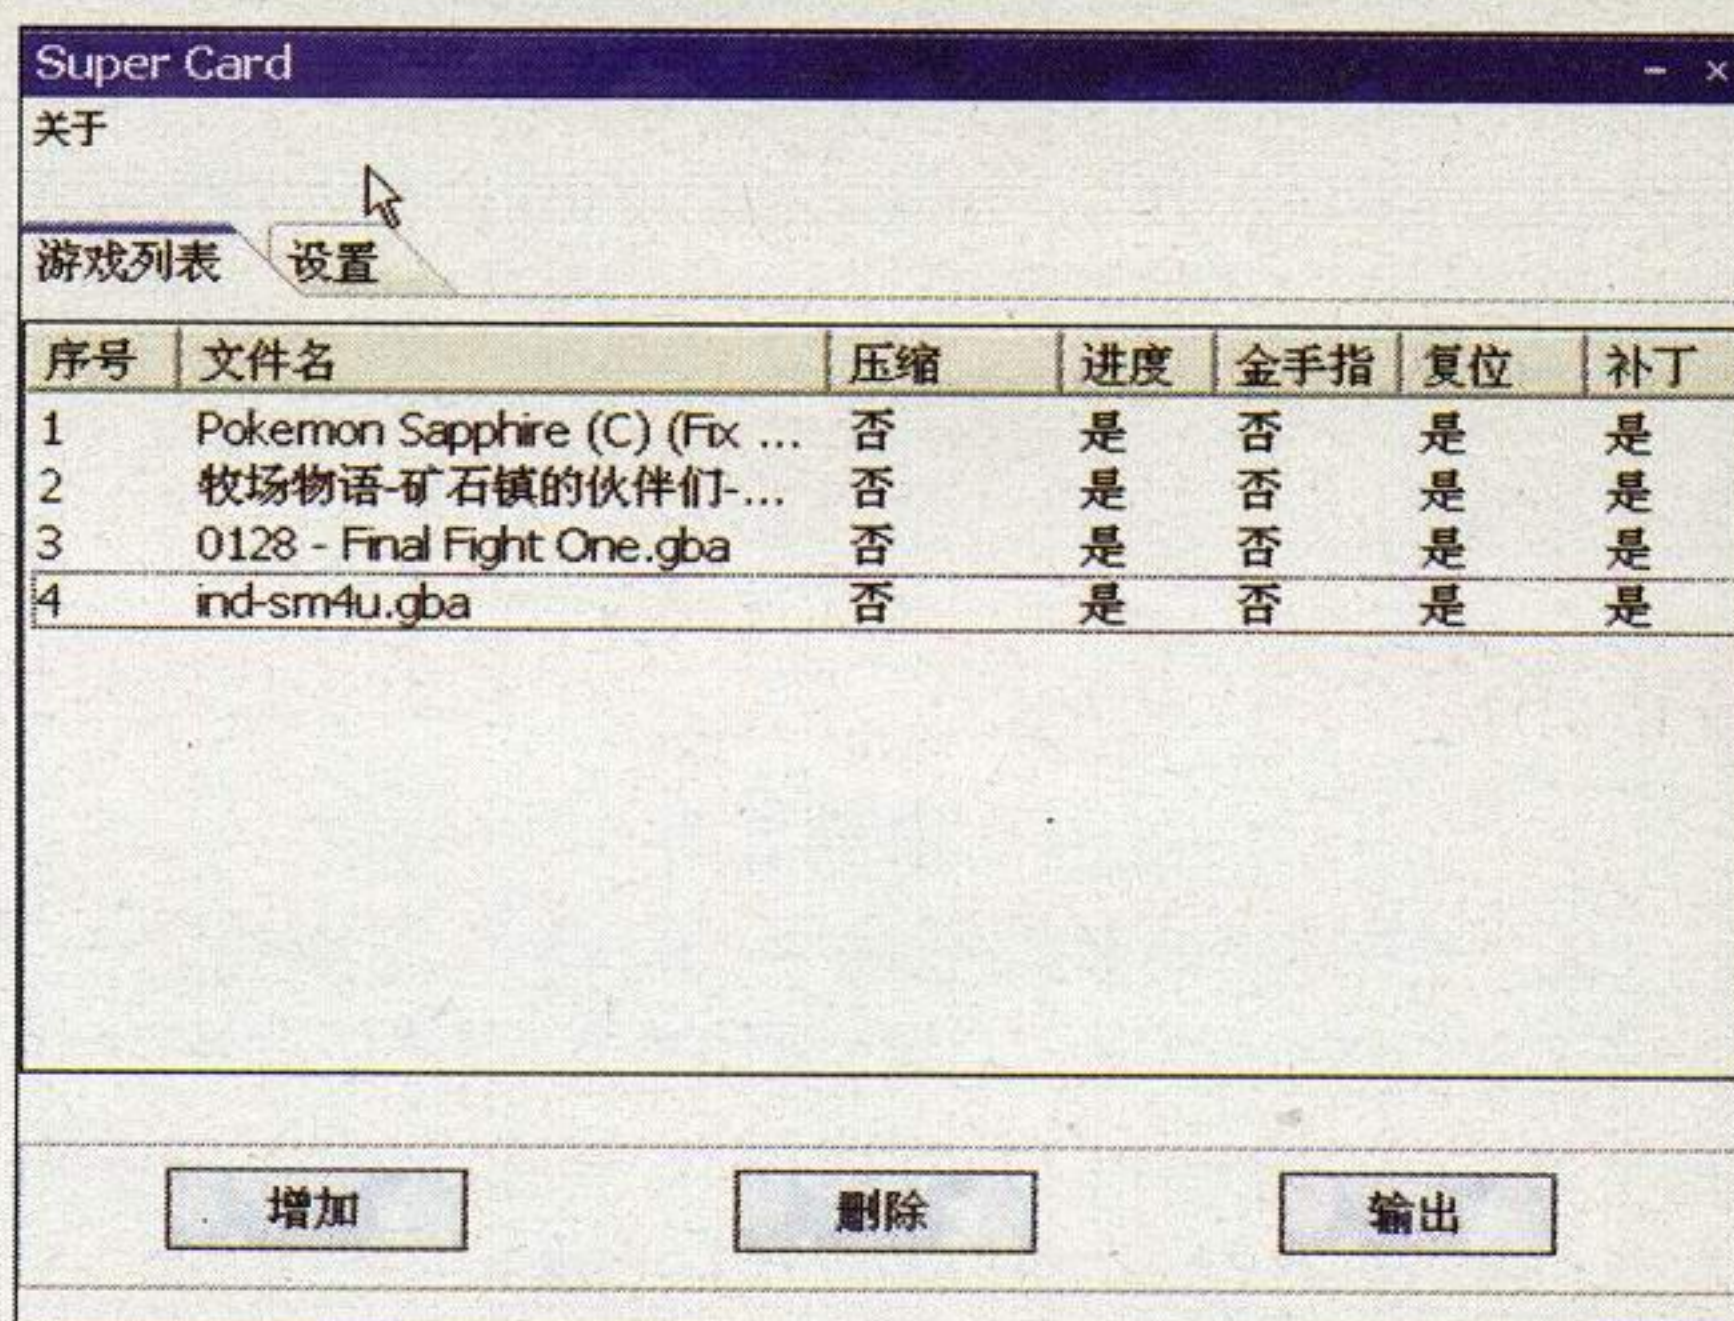 Super Card
关于
游戏列表 设置
序号 文件名 压缩 进度 金手指 复位 补丁
1 Pokemon Sapphire (C) (Fix ... 否 是 否 是 是
2 牧场物语-矿石镇的伙伴们-... 否 是 否 是 是
3 0128 - Final Fight One.gba 否 是 否 是 是
4 ind-sm4u.gba 否 是 否 是 是
增加 删除 输出